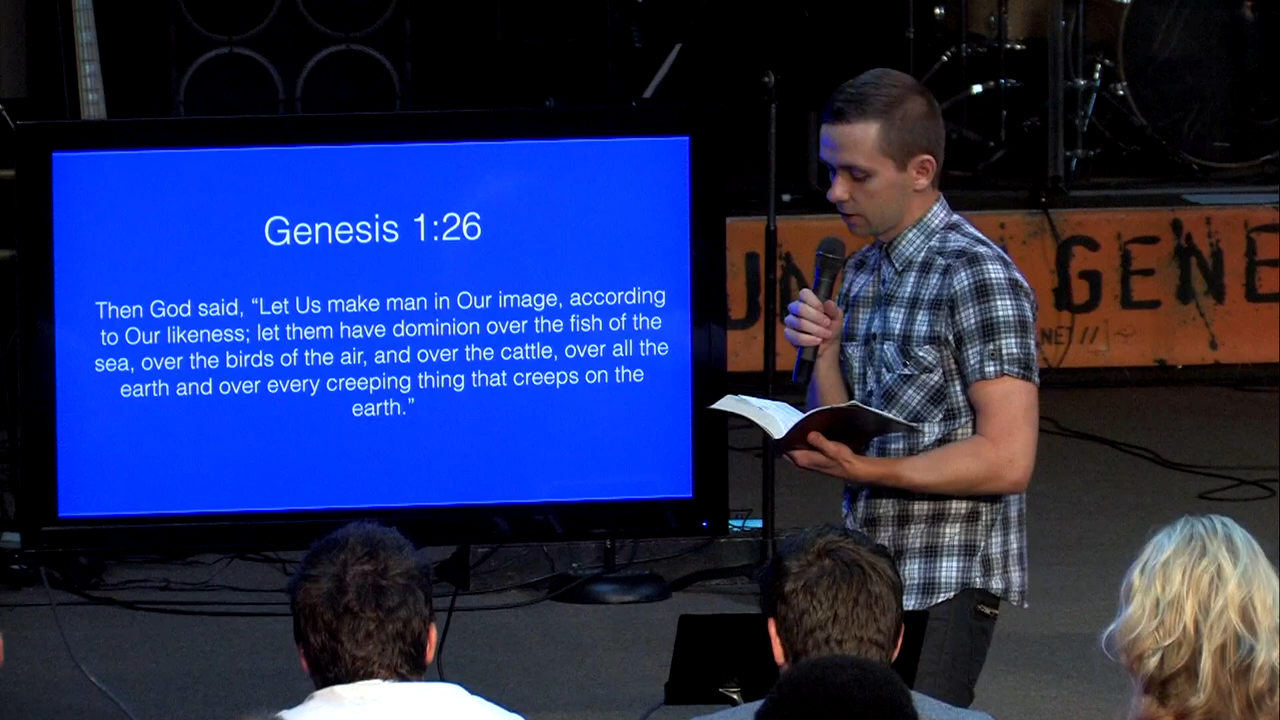 Genesis 1:26
Then God said, “Let Us make man in Our image, according
to Our likeness; let them have dominion over the fish of the
sea, over the birds of the air, and over the cattle, over all the
earth and over every creeping thing that creeps on the
earth.”
GENE
NET //]